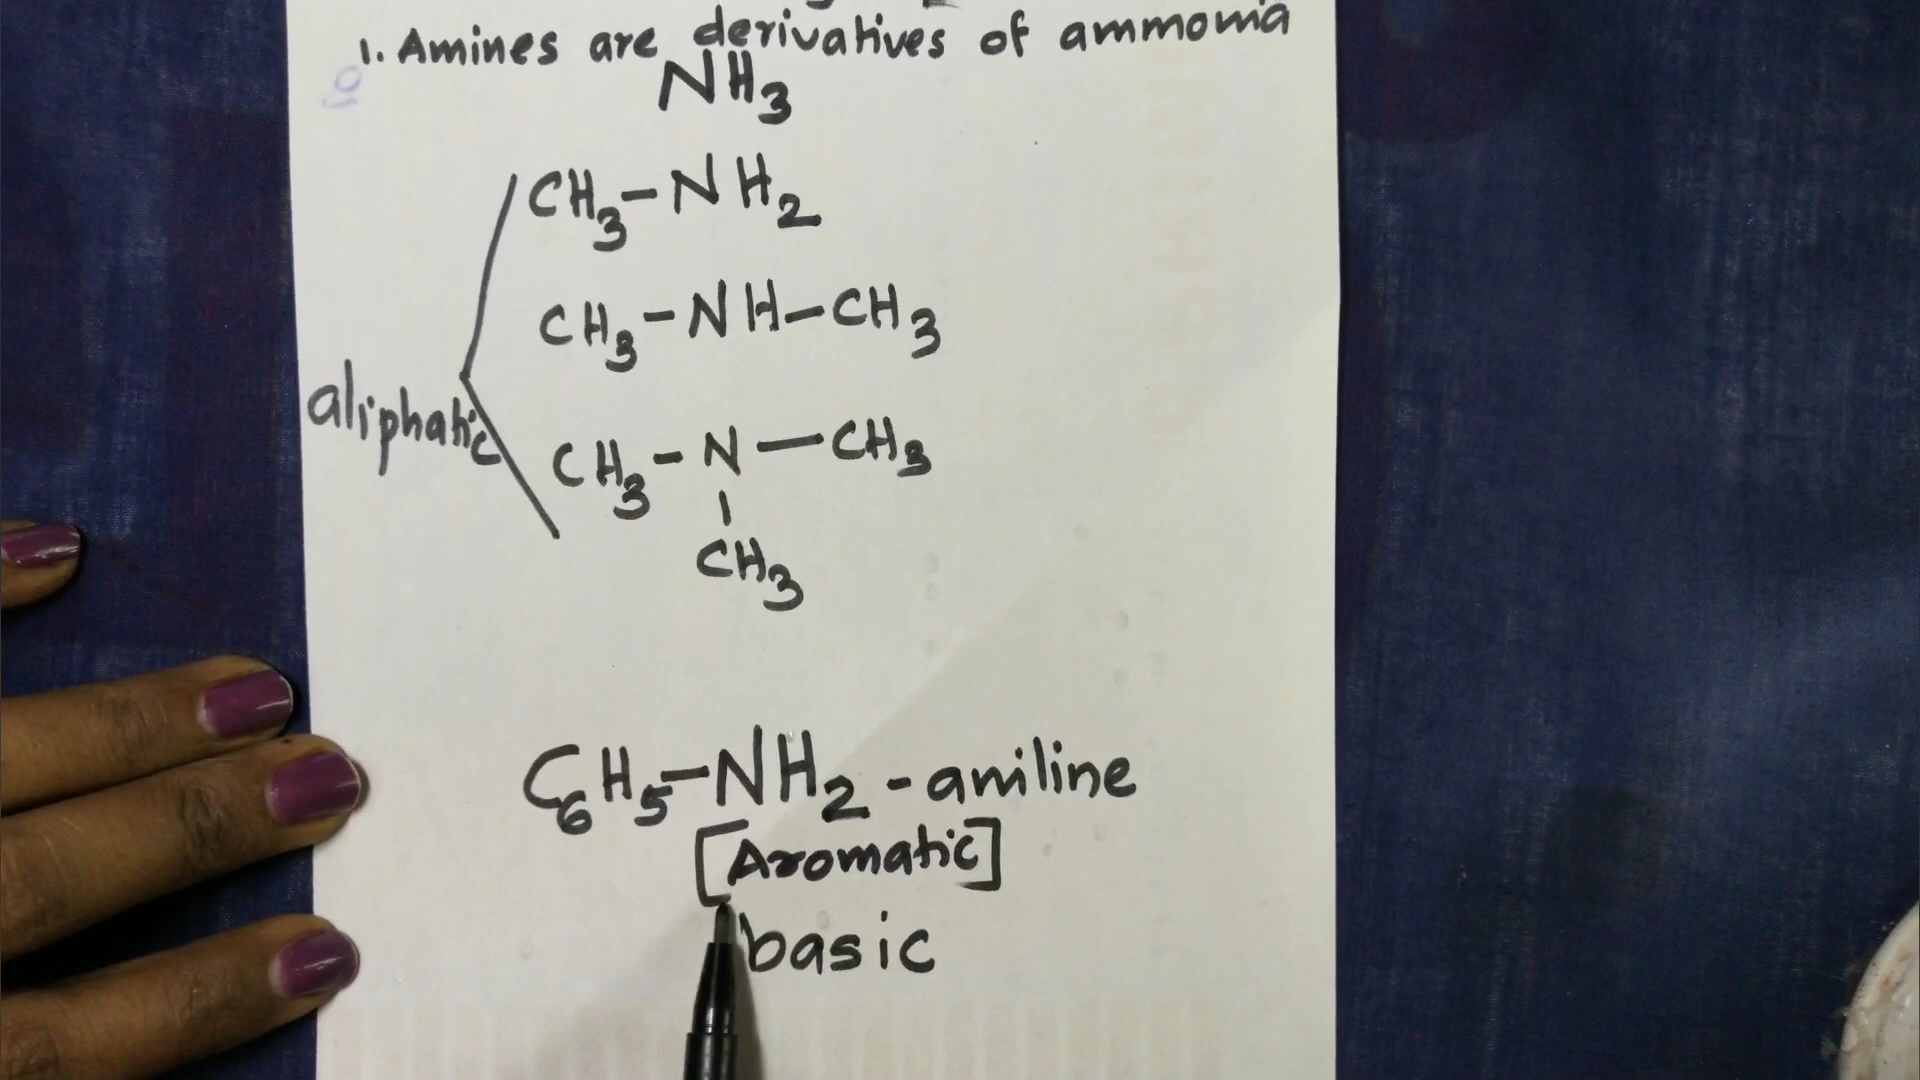 1. Amines are derivatives of ammonia
NH3
CH3-NH2
CH3-NH-CH3
aliphatic
CH3-N-CH3
CH3
C6H5-NH2 - aniline
[Aromatic]
basic